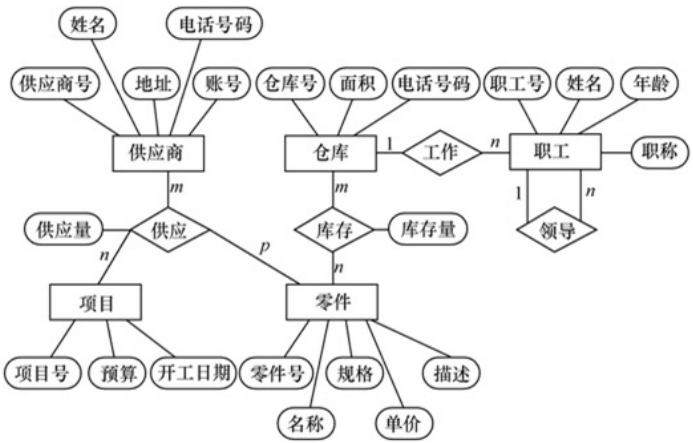 姓名 电话号码
供应商号 地址 账号 仓库号 面积 电话号码 职工号 姓名 年龄
供应商 仓库 1 工作 n 职工 职称
m m 1 n
供应量 供应 库存 库存量 领导
n p n
项目 零件
项目号 预算 开工日期 零件号 规格 描述
名称 单价